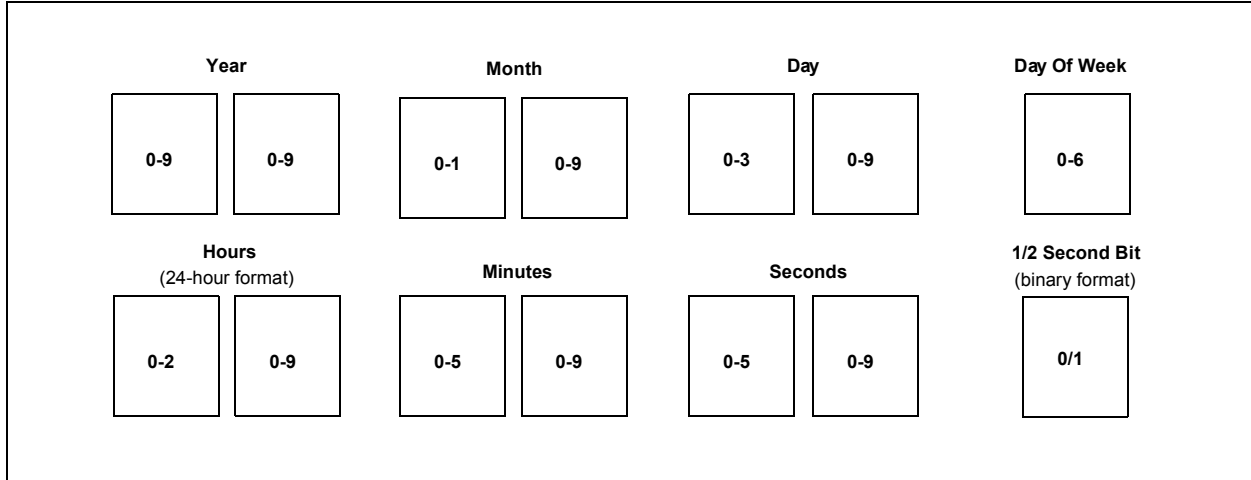 Year Month Day Day Of Week
0-9 0-9 0-1 0-9 0-3 0-9 0-6
Hours
(24-hour format)
Minutes Seconds
1/2 Second Bit
(binary format)
0-2 0-9 0-5 0-9 0-5 0-9 0/1